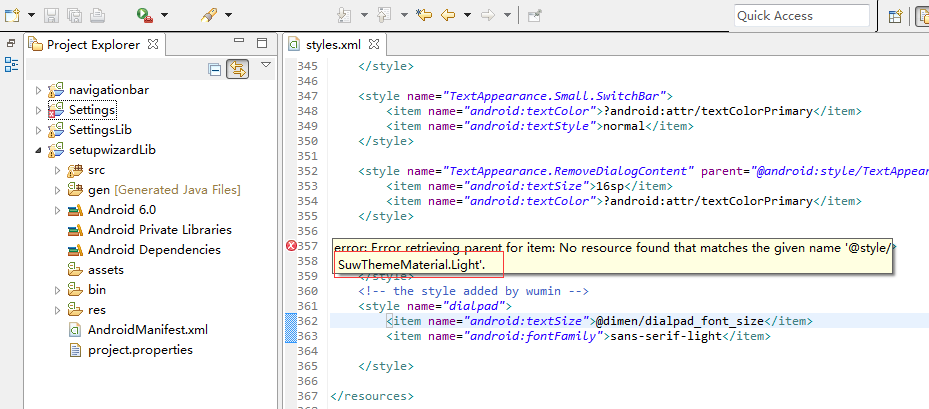 Quick Access
Project Explorer
navigationbar
Settings
SettingsLib
setupwizardLib
src
gen [Generated Java Files]
Android 6.0
Android Private Libraries
Android Dependencies
assets
bin
res
AndroidManifest.xml
project.properties
styles.xml
345 </style>
346
347 <style name="TextAppearance.Small.SwitchBar">
348 <item name="android:textColor">?android:attr/textColorPrimary</item>
349 <item name="android:textStyle">normal</item>
350 </style>
351
352 <style name="TextAppearance.RemoveDialogContent" parent="@android:style/TextAppear
353 <item name="android:textSize">16sp</item>
354 <item name="android:textColor">?android:attr/textColorPrimary</item>
355 </style>
356
357 error: Error retrieving parent for item: No resource found that matches the given name '@style/
358 SuwThemeMaterial.Light'.
359 </style>
360 <!-- the style added by wumin -->
361 <style name="dialpad">
362 <item name="android:textSize">@dimen/dialpad_font_size</item>
363 <item name="android:fontFamily">sans-serif-light</item>
364
365 </style>
366
367 </resources>
368